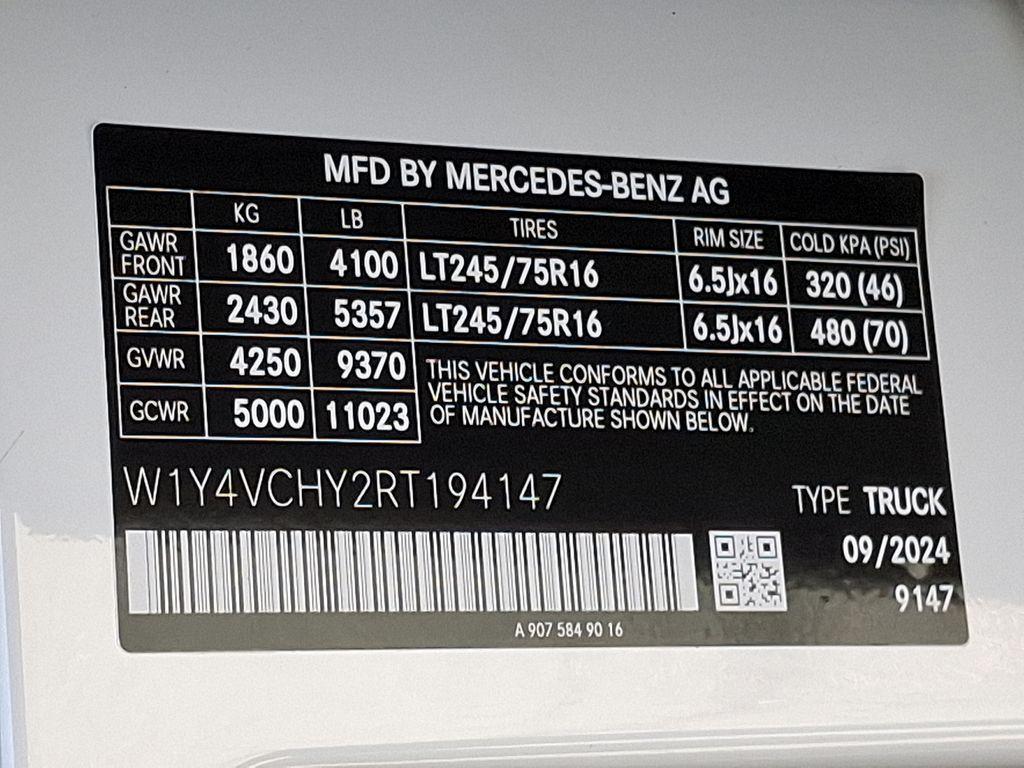 MFD BY MERCEDES-BENZ AG
KG LB TIRES RIM SIZE COLD KPA (PSI)
GAWR FRONT 1860 4100 LT245/75R16 6.5Jx16 320 (46)
GAWR REAR 2430 5357 LT245/75R16 6.5Jx16 480 (70)
GVWR 4250 9370
GCWR 5000 11023
THIS VEHICLE CONFORMS TO ALL APPLICABLE FEDERAL
VEHICLE SAFETY STANDARDS IN EFFECT ON THE DATE
OF MANUFACTURE SHOWN BELOW.
W1Y4VCHY2RT194147
TYPE TRUCK
09/2024
9147
A 907 584 90 16